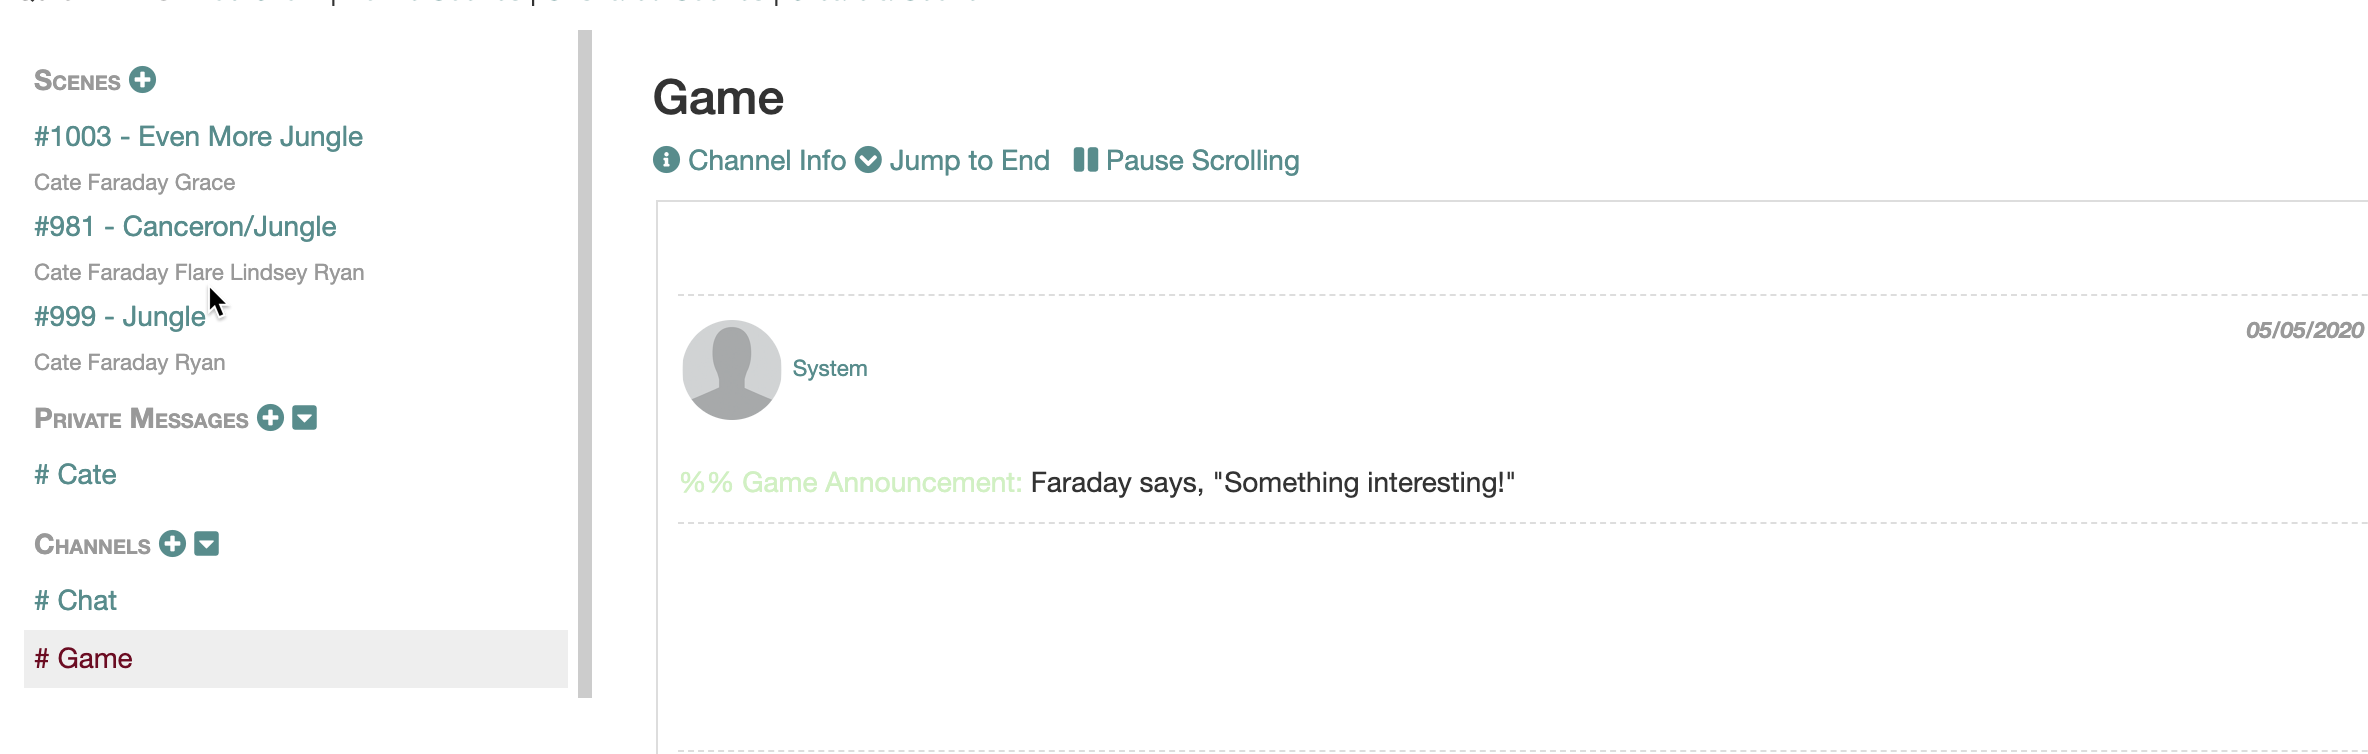 Scenes
#1003 - Even More Jungle
Cate Faraday Grace
#981 - Canceron/Jungle
Cate Faraday Flare Lindsey Ryan
#999 - Jungle
Cate Faraday Ryan
Private Messages
# Cate
Channels
# Chat
# Game
Game
Channel Info Jump to End Pause Scrolling
05/05/2020
System
%% Game Announcement: Faraday says, "Something interesting!"